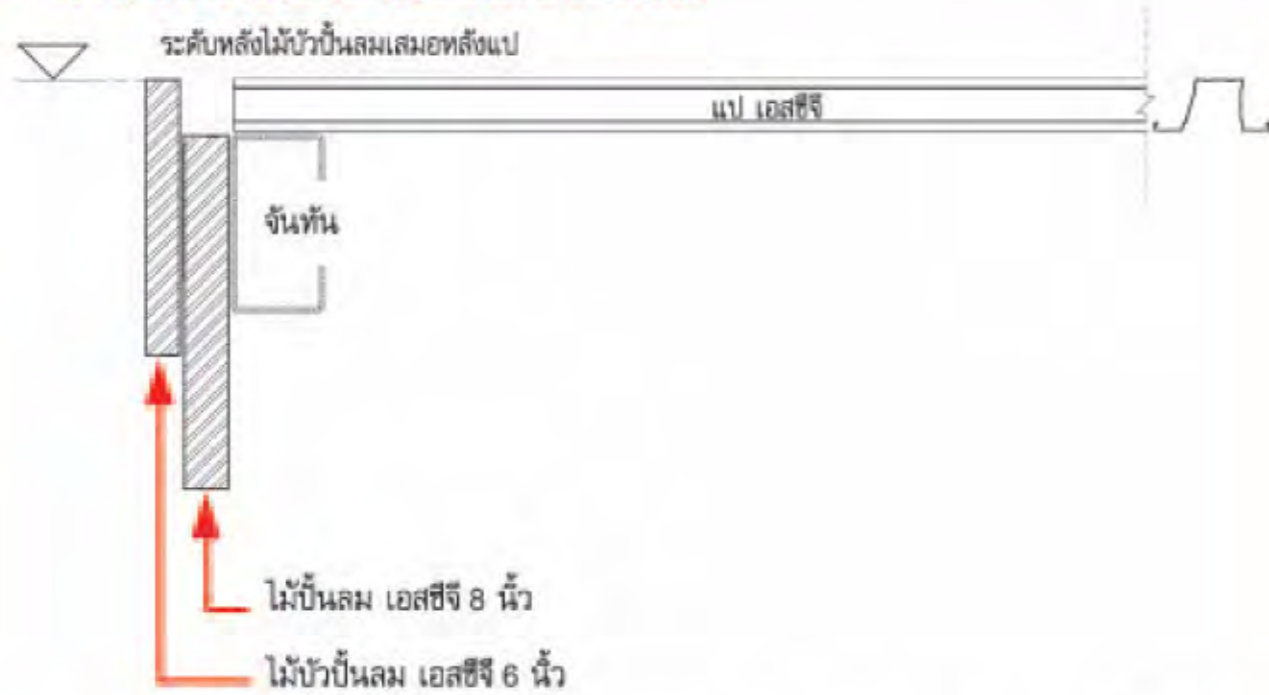 ระดับหลังไม้บัวปั้นลมเสมอหลังแป
แป เอสซีจี
จันทัน
ไม้ปั้นลม เอสซีจี 8 นิ้ว
ไม้บัวปั้นลม เอสซีจี 6 นิ้ว